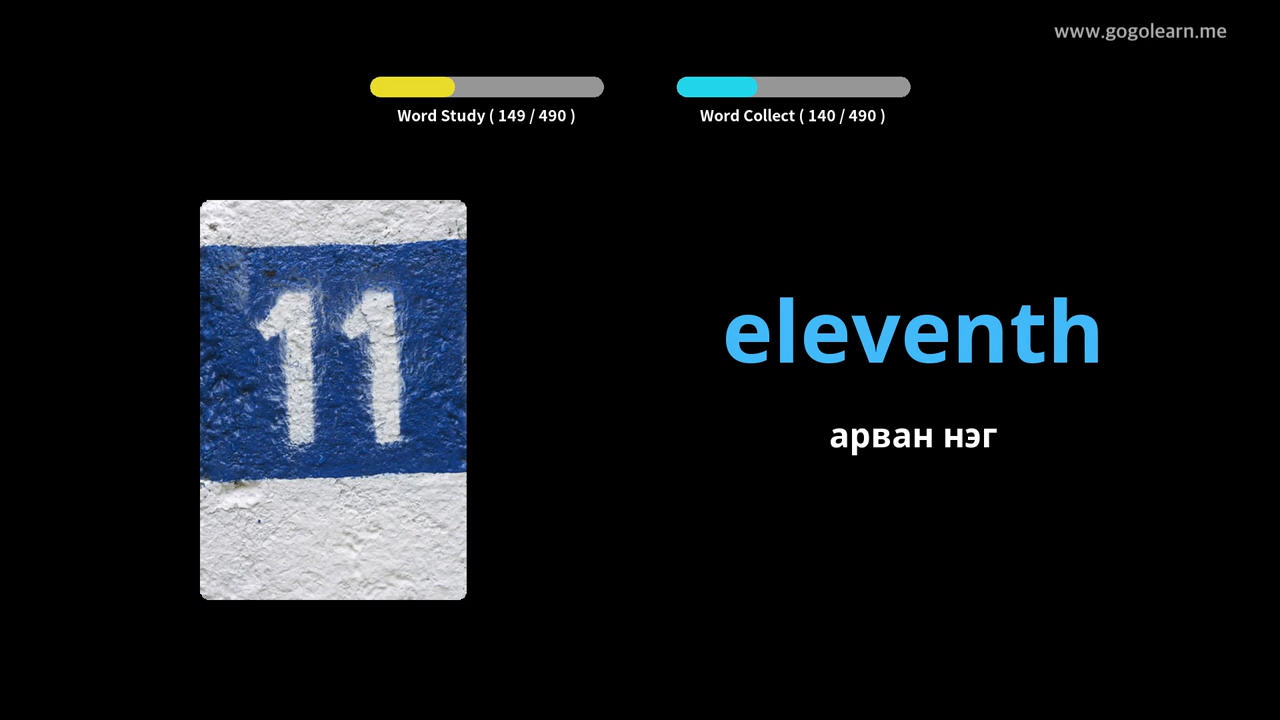 www.gogolearn.me
Word Study ( 149 / 490 )
Word Collect ( 140 / 490 )
11
eleventh
арван нэг